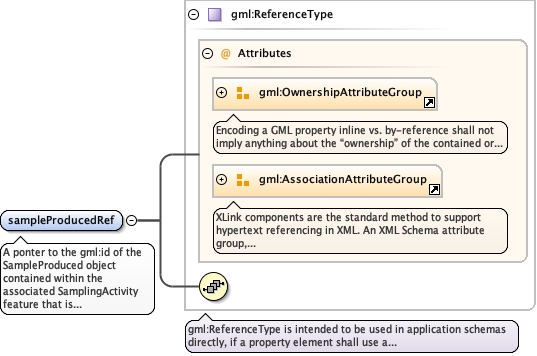 gml:ReferenceType
@ Attributes
gml:OwnershipAttributeGroup
Encoding a GML property inline vs. by-reference shall not
imply anything about the “ownership” of the contained or...
gml:AssociationAttributeGroup
XLink components are the standard method to support
hypertext referencing in XML. An XML Schema attribute
group,...
sampleProducedRef
A ponter to the gml:id of the
SampleProduced object
contained within the
associated SamplingActivity
feature that is...
gml:ReferenceType is intended to be used in application schemas
directly, if a property element shall use a...